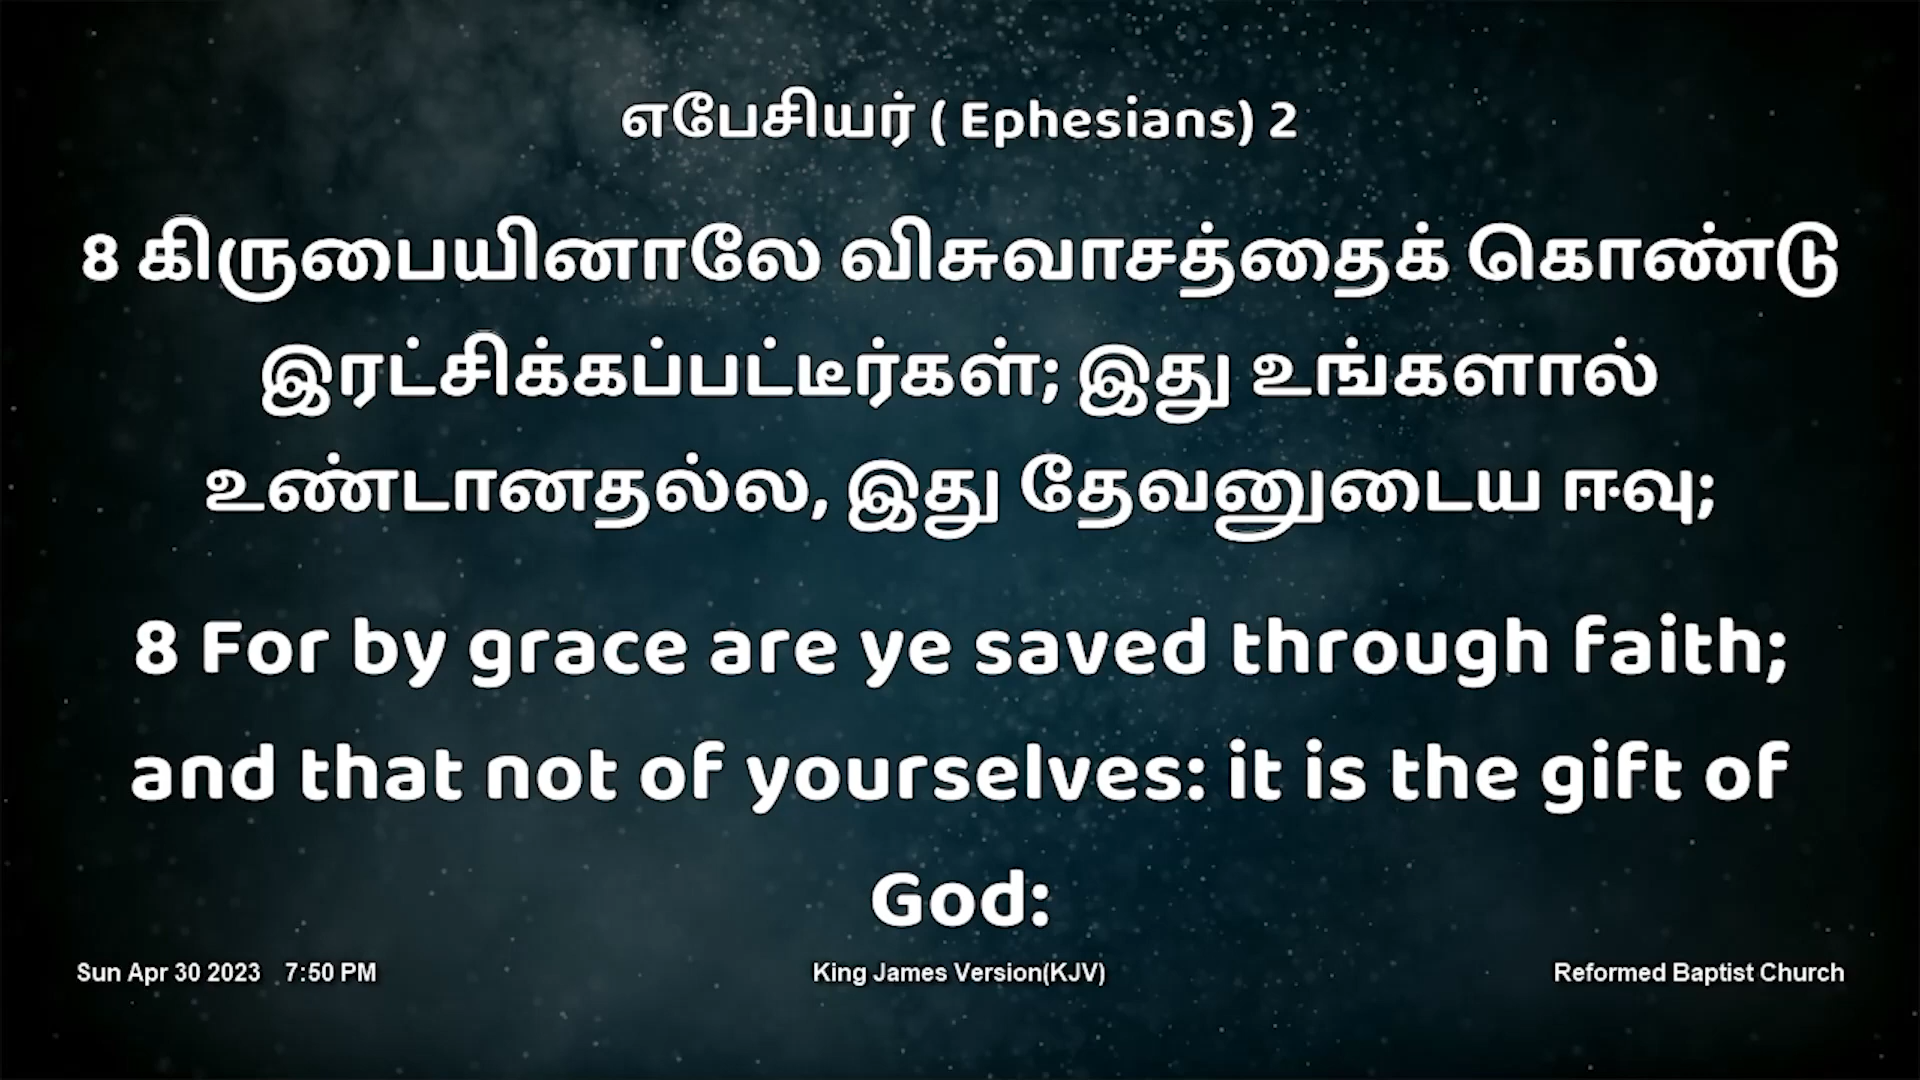 எபேசியர் ( Ephesians) 2
8 கிருபையினாலே விசுவாசத்தைக் கொண்டு
இரட்சிக்கப்பட்டீர்கள்; இது உங்களால்
உண்டானதல்ல, இது தேவனுடைய ஈவு;
8 For by grace are ye saved through faith;
and that not of yourselves: it is the gift of
God:
Sun Apr 30 2023 7:50 PM King James Version(KJV) Reformed Baptist Church